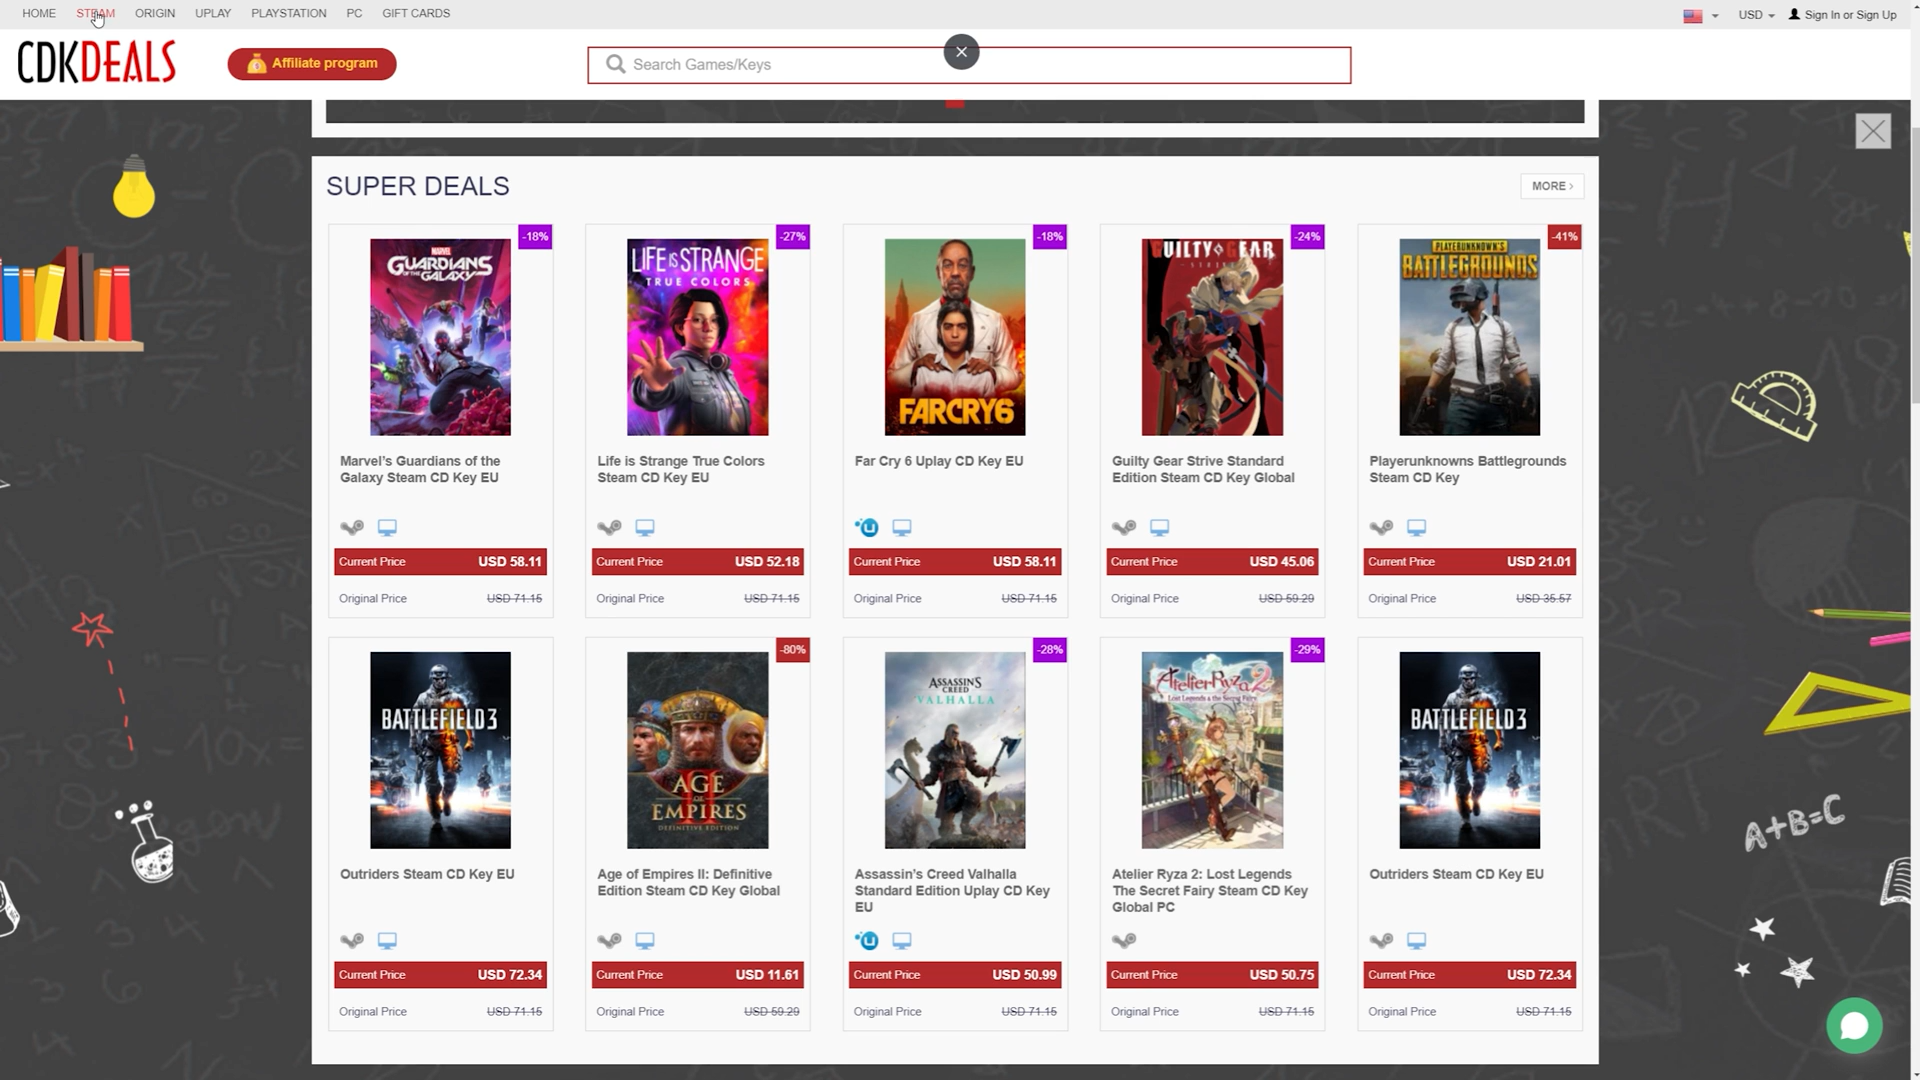 HOME STEAM ORIGIN UPLAY PLAYSTATION PC GIFT CARDS USD Sign In or Sign Up
CDKDEALS
Affiliate program
Search Games/Keys
SUPER DEALS
MORE ›
-18%
MARVEL
GUARDIANS
OF THE
GALAXY
Marvel’s Guardians of the
Galaxy Steam CD Key EU
Current Price USD 58.11
Original Price USD 71.15
-27%
LIFE IS STRANGE
TRUE COLORS
Life is Strange True Colors
Steam CD Key EU
Current Price USD 52.18
Original Price USD 71.15
-18%
FARCRY6
Far Cry 6 Uplay CD Key EU
Current Price USD 58.11
Original Price USD 71.15
-24%
GUILTY GEAR
-STRIVE-
Guilty Gear Strive Standard
Edition Steam CD Key Global
Current Price USD 45.06
Original Price USD 59.29
-41%
PLAYERUNKNOWN'S
BATTLEGROUNDS
Playerunknowns Battlegrounds
Steam CD Key
Current Price USD 21.01
Original Price USD 35.57
BATTLEFIELD 3
Outriders Steam CD Key EU
Current Price USD 72.34
Original Price USD 71.15
-80%
AGE
OF
EMPIRES
II
DEFINITIVE EDITION
Age of Empires II: Definitive
Edition Steam CD Key Global
Current Price USD 11.61
Original Price USD 59.29
-28%
ASSASSIN'S
CREED
VALHALLA
Assassin’s Creed Valhalla
Standard Edition Uplay CD Key
EU
Current Price USD 50.99
Original Price USD 71.15
-29%
Atelier Ryza 2
Lost Legends & the Secret Fairy
Atelier Ryza 2: Lost Legends
The Secret Fairy Steam CD Key
Global PC
Current Price USD 50.75
Original Price USD 71.15
BATTLEFIELD 3
Outriders Steam CD Key EU
Current Price USD 72.34
Original Price USD 71.15
A+B=C